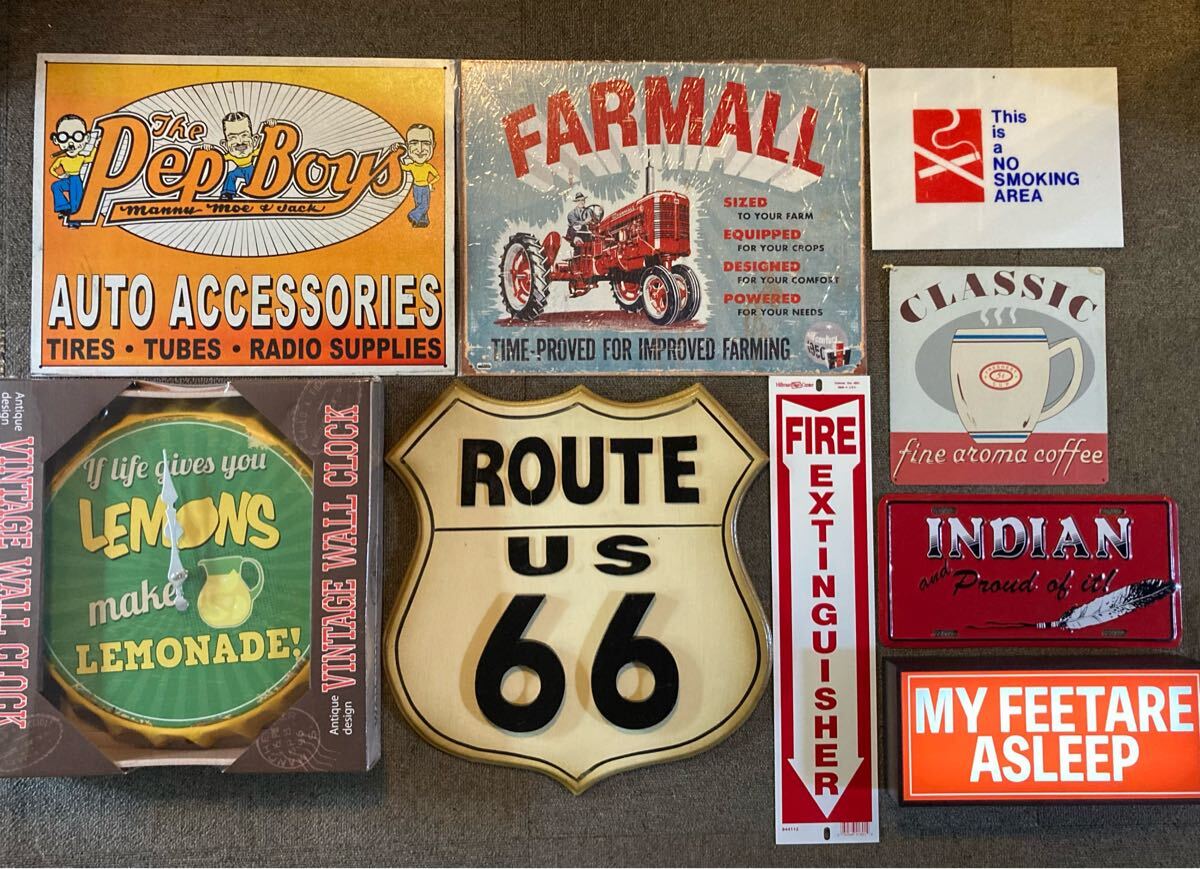 The
Pep Boys
Manny Moe & Jack
AUTO ACCESSORIES
TIRES • TUBES • RADIO SUPPLIES
FARMALL
SIZED
TO YOUR FARM
EQUIPPED
FOR YOUR CROPS
DESIGNED
FOR YOUR COMFORT
POWERED
FOR YOUR NEEDS
TIME-PROVED FOR IMPROVED FARMING
This
is
a
NO
SMOKING
AREA
CLASSIC
fine aroma coffee
Antique
design
VINTAGE WALL CLOCK
If life gives you
LEMONS
make
LEMONADE!
VINTAGE WALL CLOCK
Antique
design
ROUTE
US
66
FIRE
EXTINGUISHER
INDIAN
and Proud of it!
MY FEETARE
ASLEEP